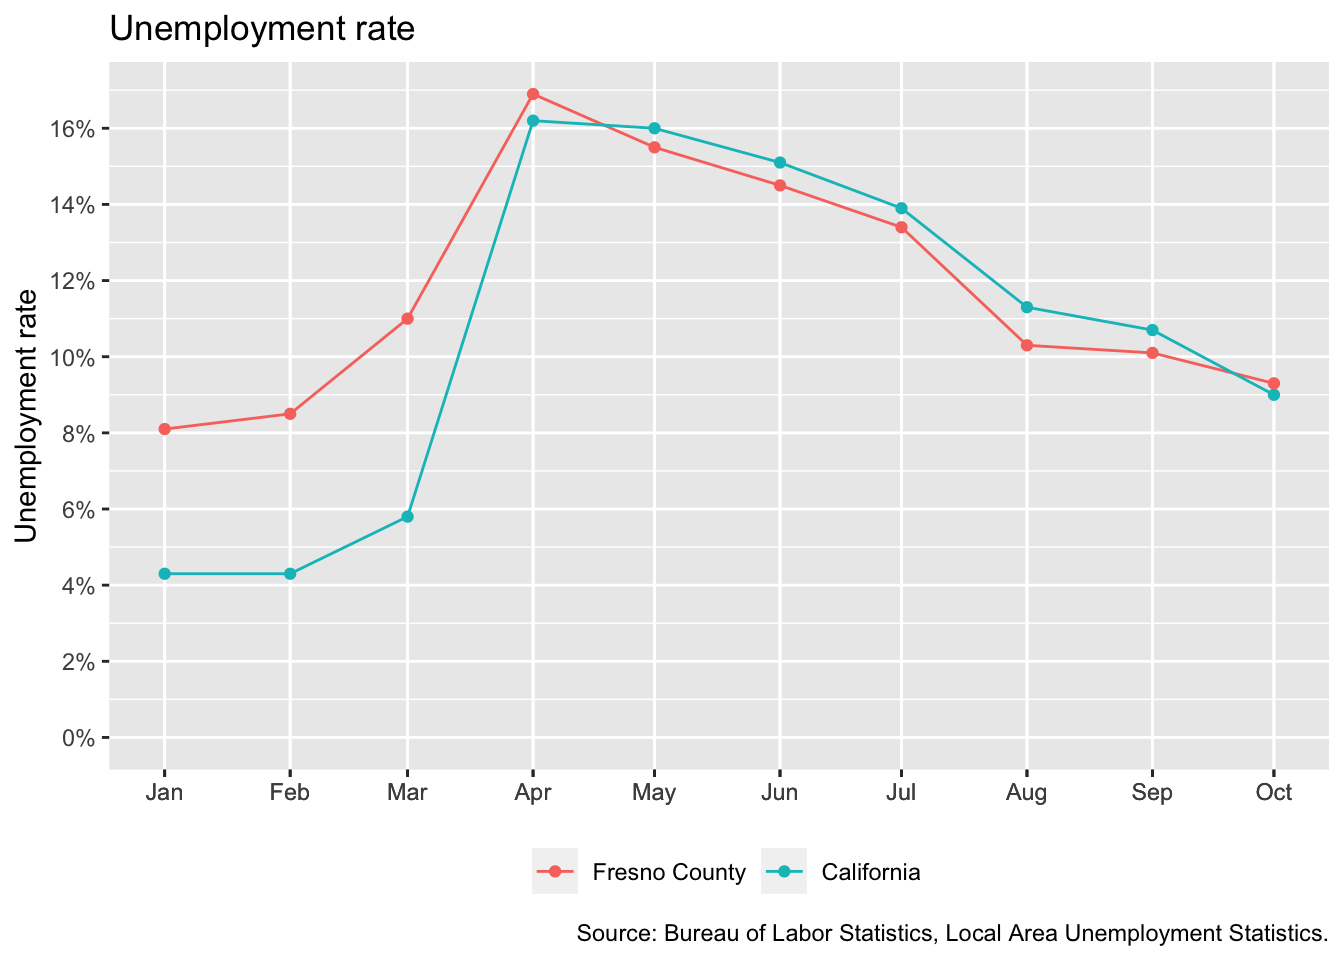 Unemployment rate
Unemployment rate
16%
14%
12%
10%
8%
6%
4%
2%
0%
Jan Feb Mar Apr May Jun Jul Aug Sep Oct
Fresno County California
Source: Bureau of Labor Statistics, Local Area Unemployment Statistics.